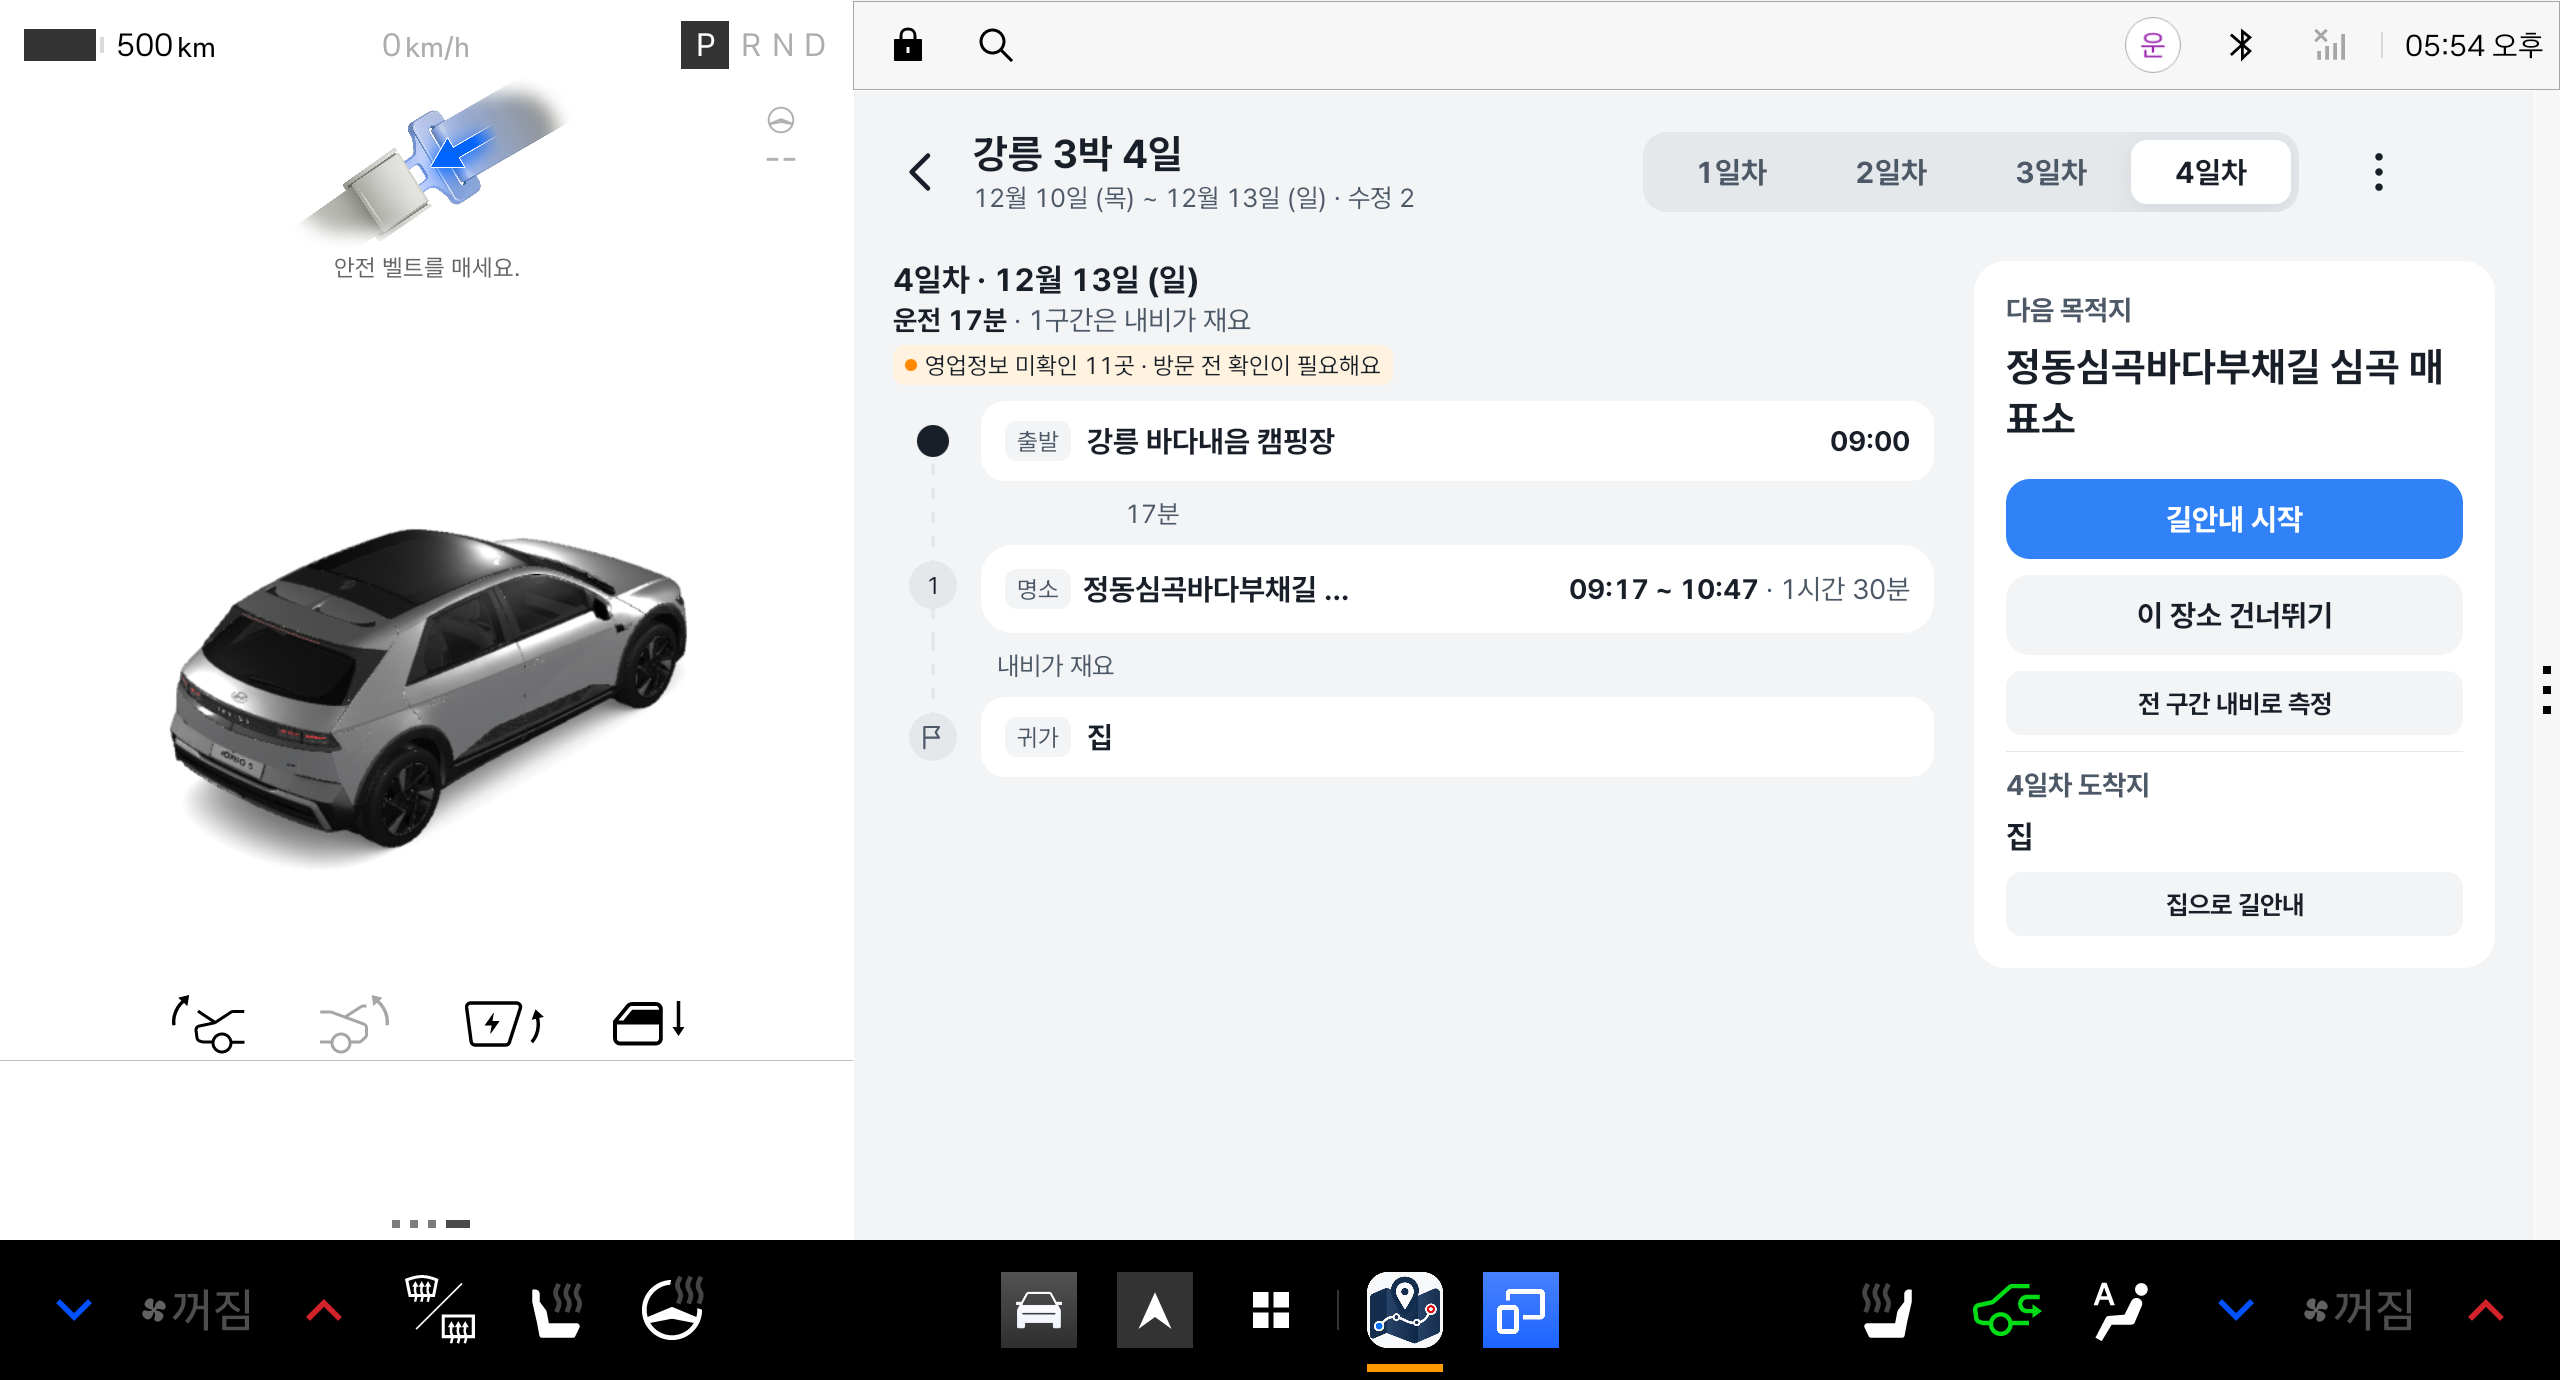 500 km
0 km/h
P R N D
--
안전 벨트를 매세요.
운
05:54 오후
강릉 3박 4일
12월 10일 (목) ~ 12월 13일 (일) · 수정 2
1일차
2일차
3일차
4일차
4일차 · 12월 13일 (일)
운전 17분 · 1구간은 내비가 재요
영업정보 미확인 11곳 · 방문 전 확인이 필요해요
출발 강릉 바다내음 캠핑장 09:00
17분
1 명소 정동심곡바다부채길 ... 09:17 ~ 10:47 · 1시간 30분
내비가 재요
귀가 집
다음 목적지
정동심곡바다부채길 심곡 매
표소
길안내 시작
이 장소 건너뛰기
전 구간 내비로 측정
4일차 도착지
집
집으로 길안내
꺼짐
A
꺼짐